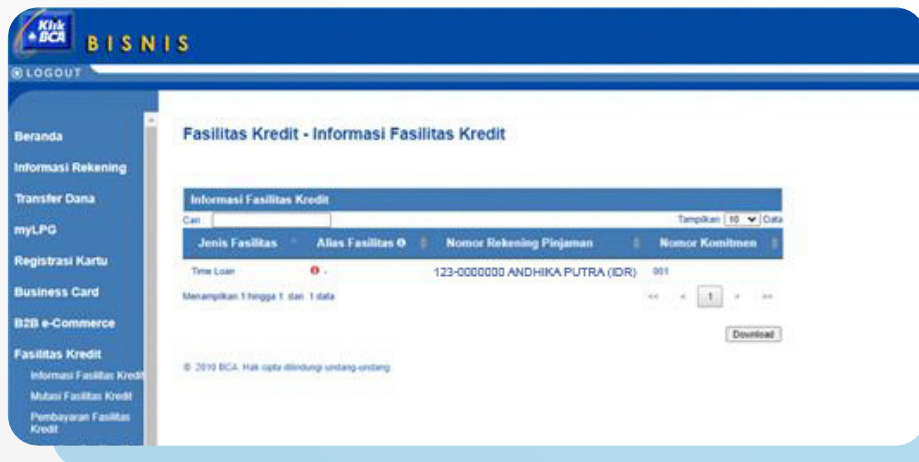 Klik BCA
BISNIS
LOGOUT
Beranda
Informasi Rekening
Transfer Dana
myLPG
Registrasi Kartu
Business Card
B2B e-Commerce
Fasilitas Kredit
Informasi Fasilitas Kredit
Mutasi Fasilitas Kredit
Pembayaran Fasilitas
Kredit
Fasilitas Kredit - Informasi Fasilitas Kredit
Informasi Fasilitas Kredit
Cari :
Tampilkan 10 Data
Jenis Fasilitas Alias Fasilitas Nomor Rekening Pinjaman Nomor Komitmen
Time Loan - 123-0000000 ANDHIKA PUTRA (IDR) 001
Menampilkan 1 hingga 1 dari 1 data
<< < 1 > >>
Download
© 2010 BCA. Hak cipta dilindungi undang-undang.